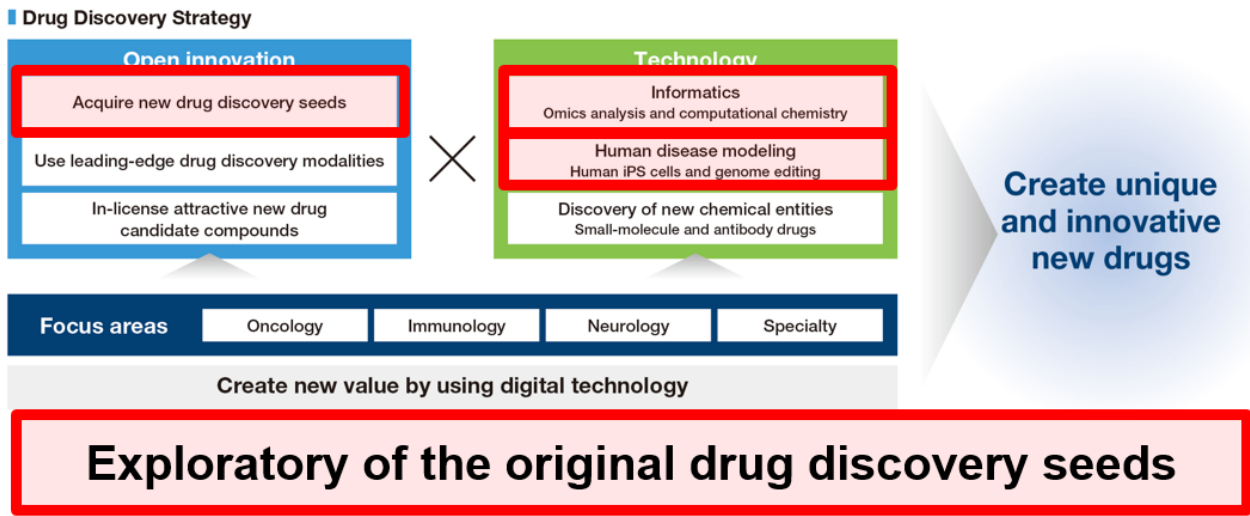 Drug Discovery Strategy
Open innovation
Acquire new drug discovery seeds
Use leading-edge drug discovery modalities
In-license attractive new drug
candidate compounds
Technology
Informatics
Omics analysis and computational chemistry
Human disease modeling
Human iPS cells and genome editing
Discovery of new chemical entities
Small-molecule and antibody drugs
Create unique
and innovative
new drugs
Focus areas
Oncology
Immunology
Neurology
Specialty
Create new value by using digital technology
Exploratory of the original drug discovery seeds